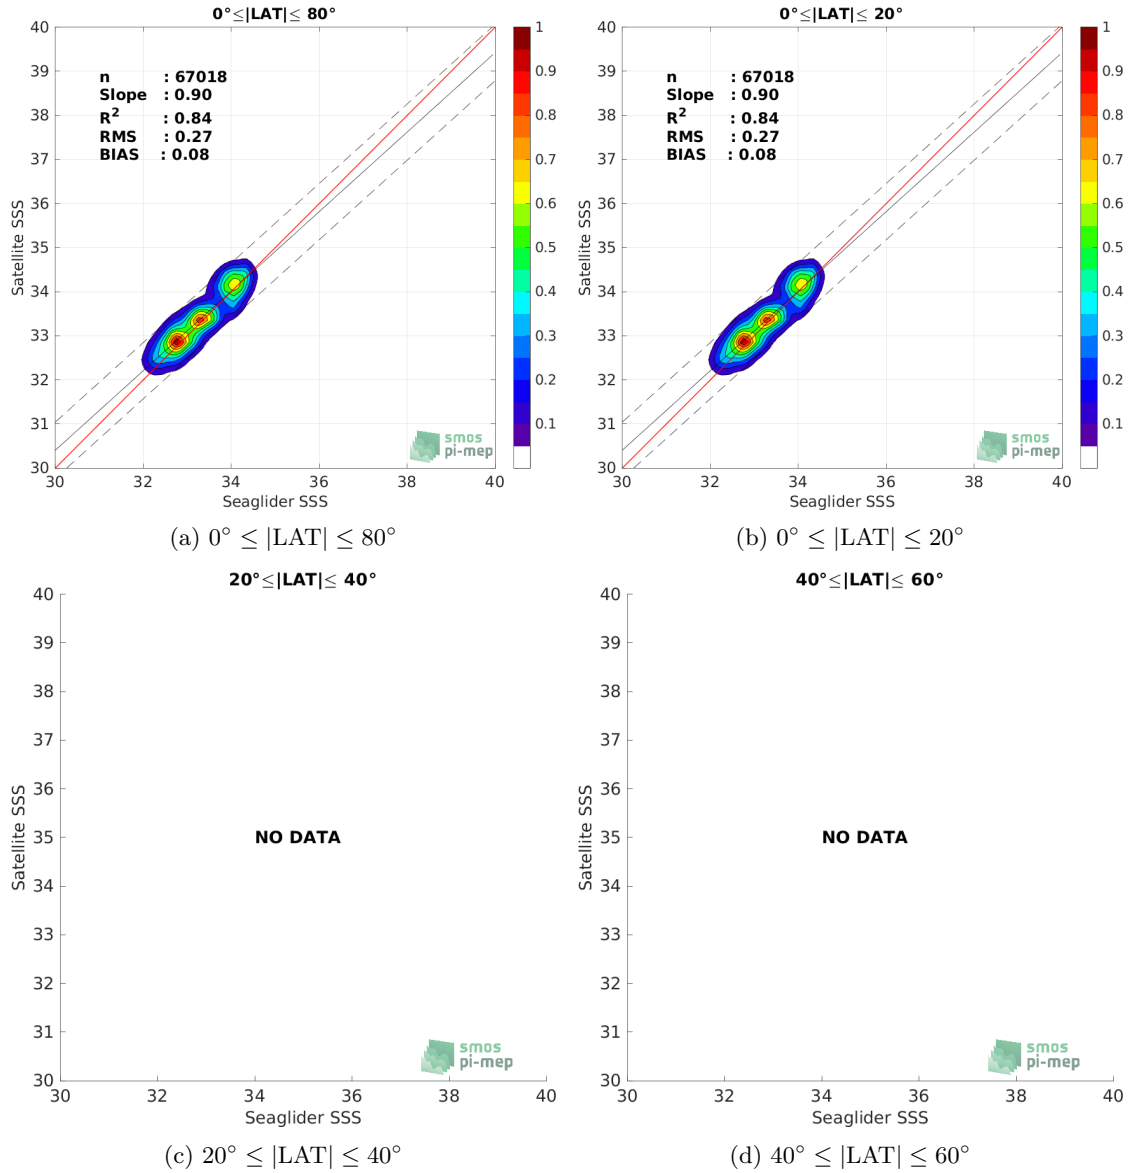 0°≤|LAT|≤ 80°
40
39
38
37
36
35
34
33
32
31
30
30
32
34
36
38
40
Satellite SSS
Seaglider SSS
n : 67018
Slope : 0.90
R² : 0.84
RMS : 0.27
BIAS : 0.08
smos
pi-mep
1
0.9
0.8
0.7
0.6
0.5
0.4
0.3
0.2
0.1
(a) 0° ≤ |LAT| ≤ 80°
0°≤|LAT|≤ 20°
40
39
38
37
36
35
34
33
32
31
30
30
32
34
36
38
40
Satellite SSS
Seaglider SSS
n : 67018
Slope : 0.90
R² : 0.84
RMS : 0.27
BIAS : 0.08
smos
pi-mep
1
0.9
0.8
0.7
0.6
0.5
0.4
0.3
0.2
0.1
(b) 0° ≤ |LAT| ≤ 20°
20°≤|LAT|≤ 40°
40
39
38
37
36
35
34
33
32
31
30
30
32
34
36
38
40
Satellite SSS
Seaglider SSS
NO DATA
smos
pi-mep
(c) 20° ≤ |LAT| ≤ 40°
40°≤|LAT|≤ 60°
40
39
38
37
36
35
34
33
32
31
30
30
32
34
36
38
40
Satellite SSS
Seaglider SSS
NO DATA
smos
pi-mep
(d) 40° ≤ |LAT| ≤ 60°